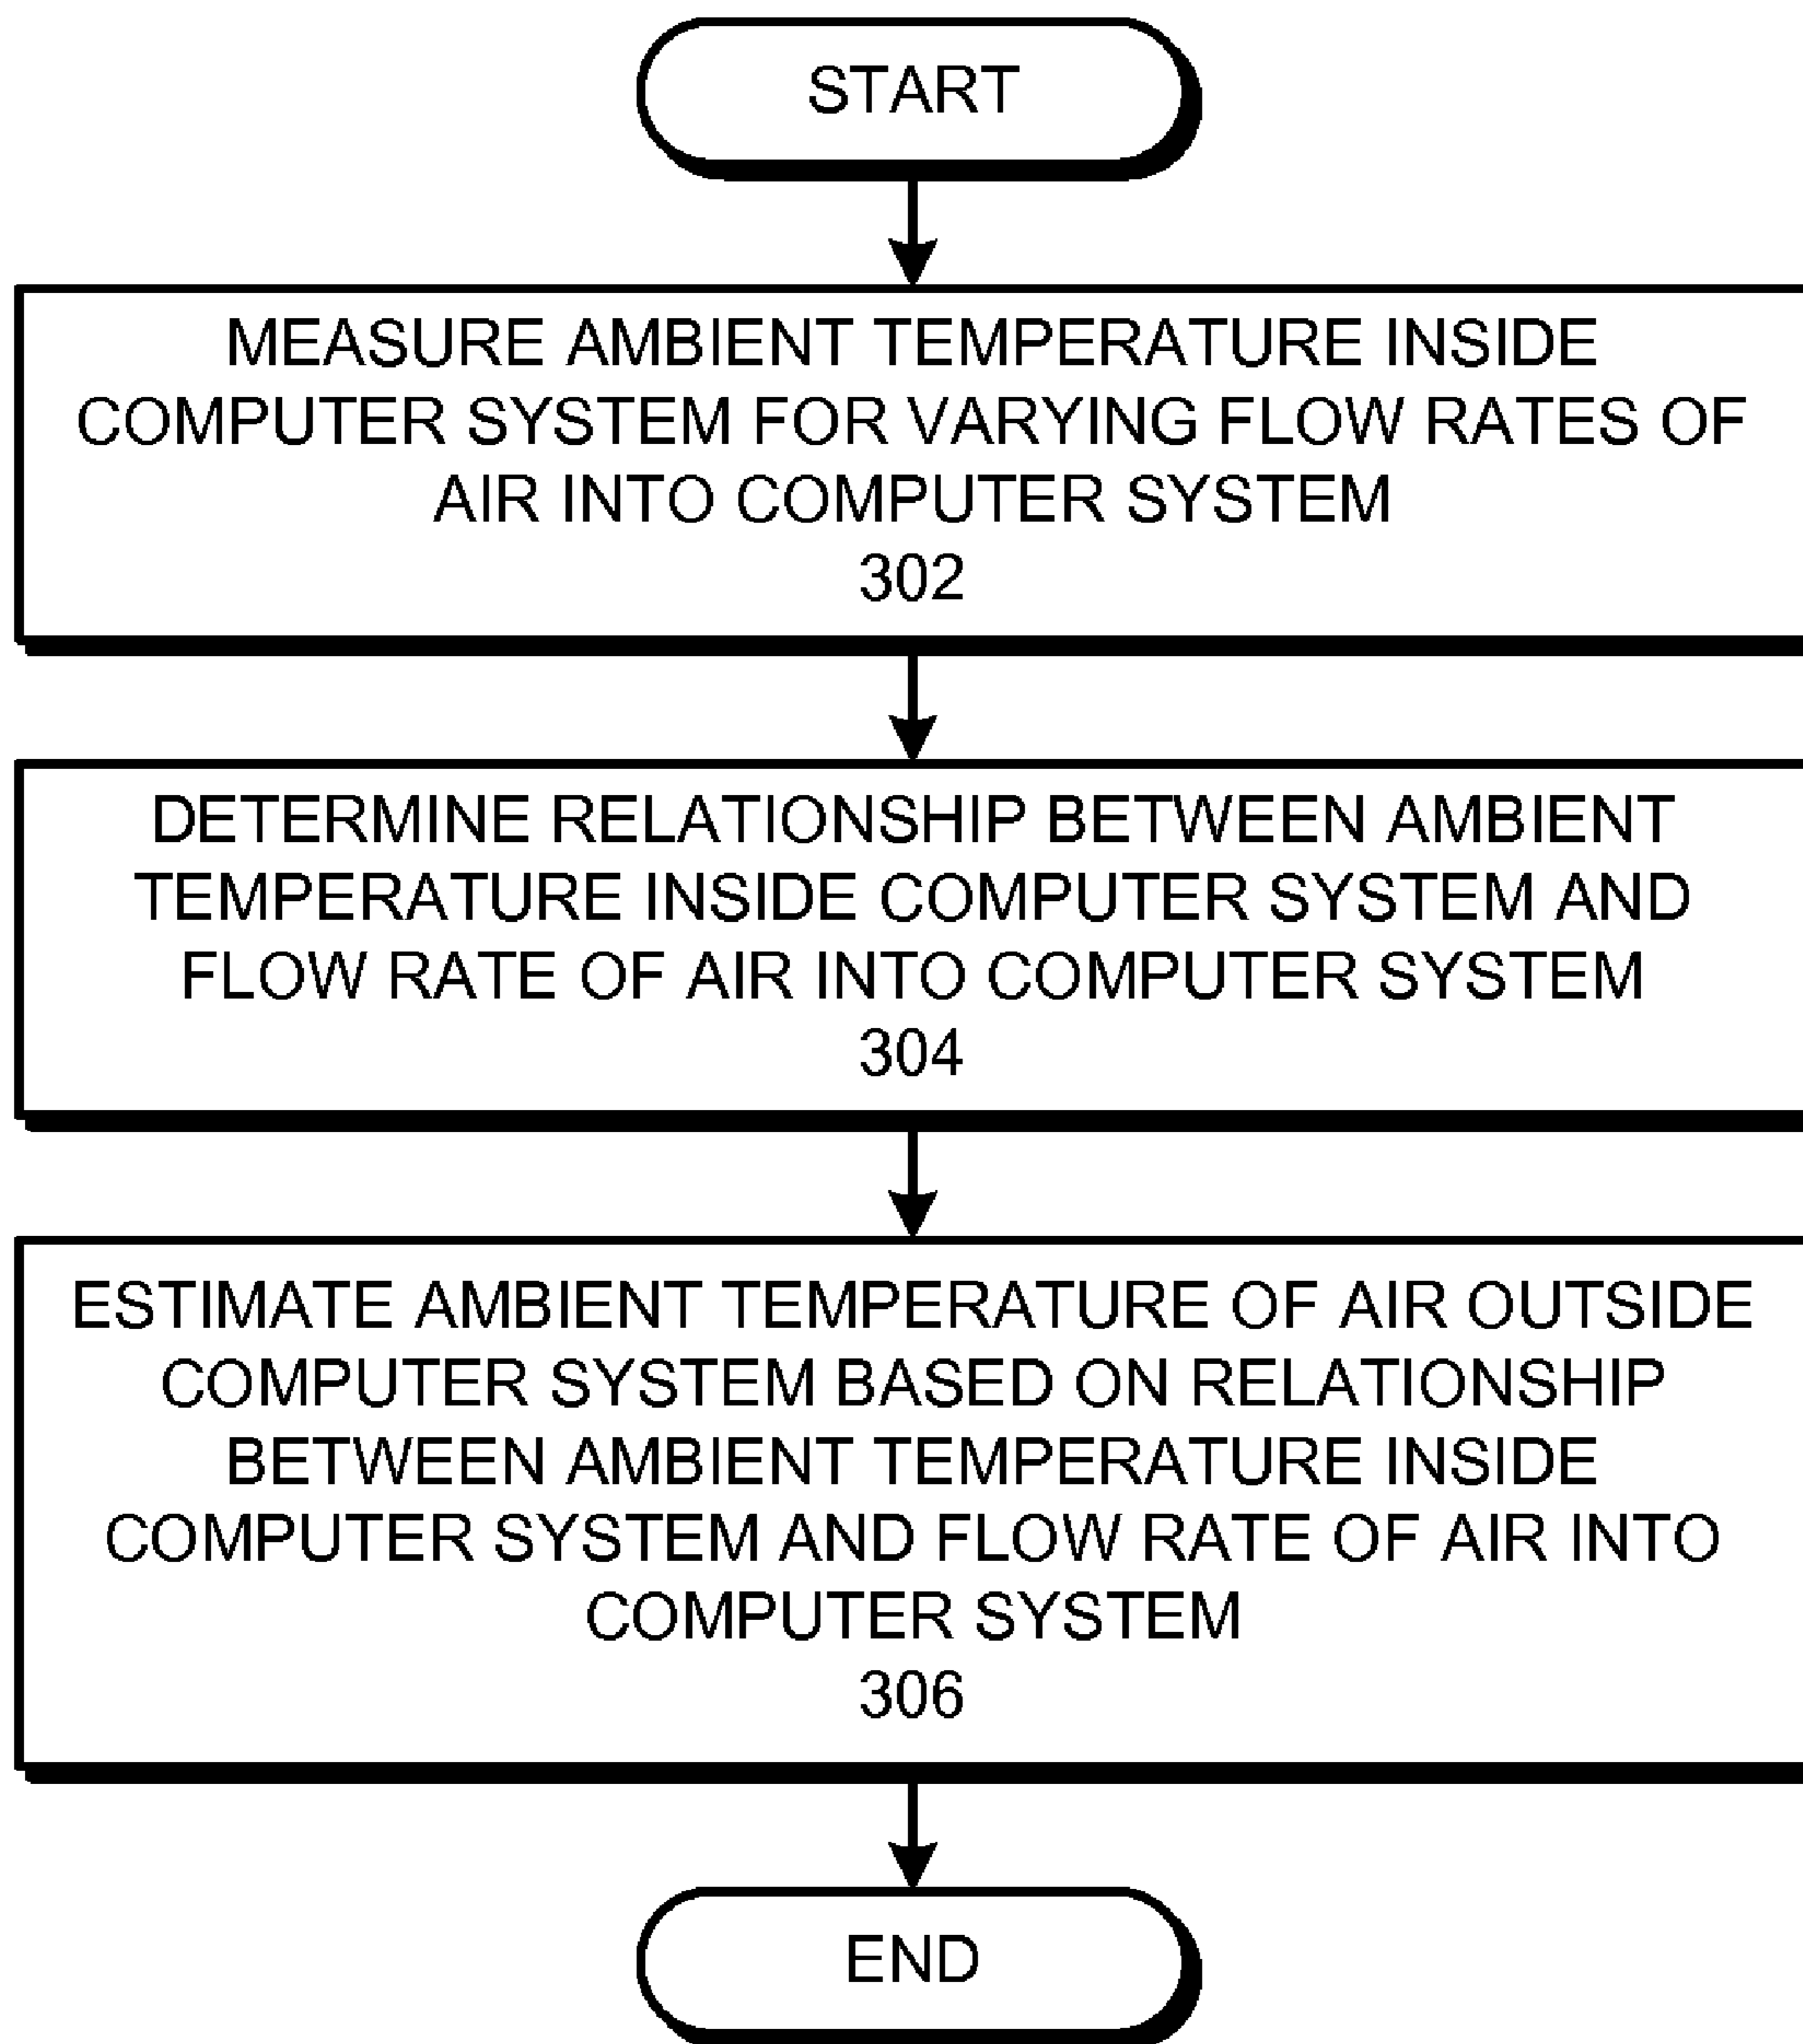 START
MEASURE AMBIENT TEMPERATURE INSIDE
COMPUTER SYSTEM FOR VARYING FLOW RATES OF
AIR INTO COMPUTER SYSTEM
302
DETERMINE RELATIONSHIP BETWEEN AMBIENT
TEMPERATURE INSIDE COMPUTER SYSTEM AND
FLOW RATE OF AIR INTO COMPUTER SYSTEM
304
ESTIMATE AMBIENT TEMPERATURE OF AIR OUTSIDE
COMPUTER SYSTEM BASED ON RELATIONSHIP
BETWEEN AMBIENT TEMPERATURE INSIDE
COMPUTER SYSTEM AND FLOW RATE OF AIR INTO
COMPUTER SYSTEM
306
END